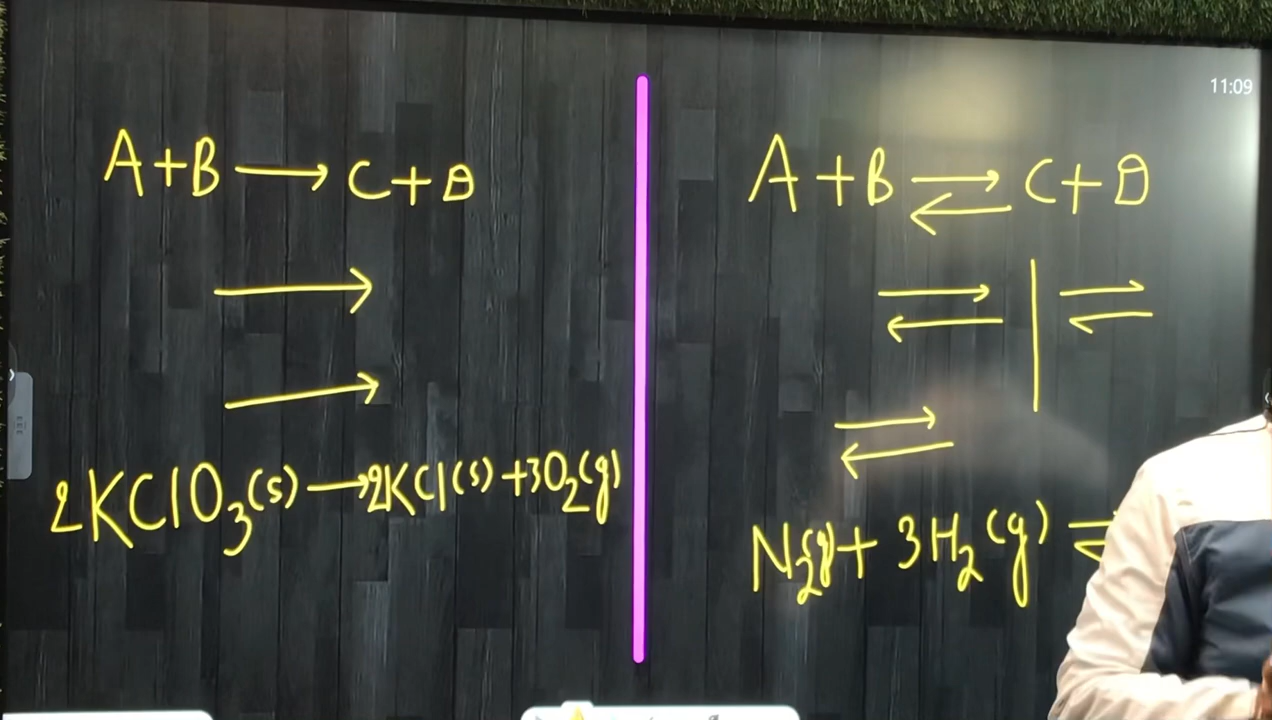 11:09
A+B⟶C+D
⟶
⟶
2KClO₃(s)⟶2KCl(s)+3O₂(g)
A+B⇌C+D
⇌ | ⇌
⇌
N₂(g)+3H₂(g)⇌